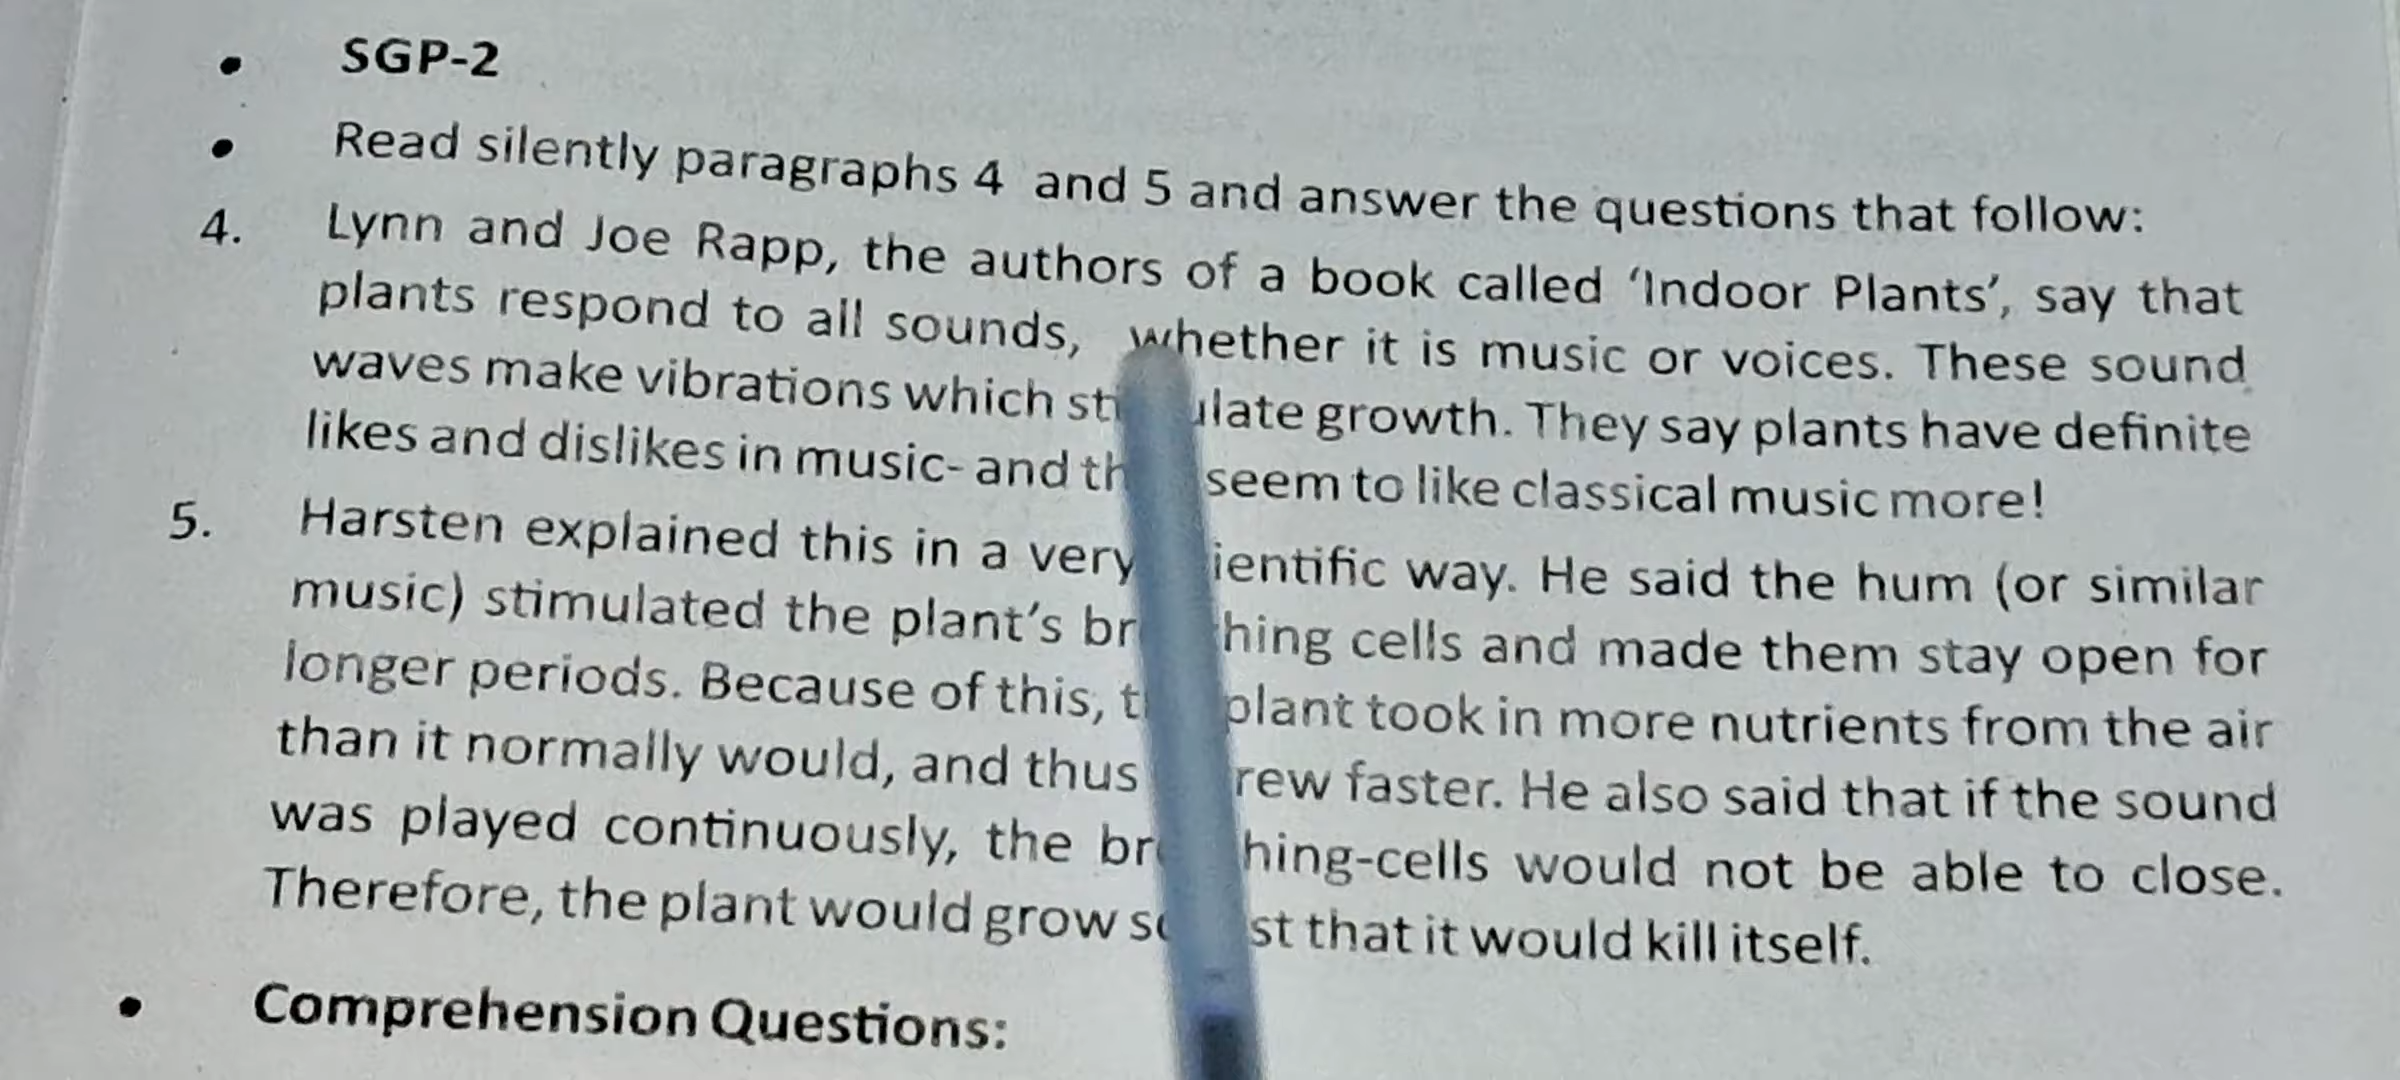 • SGP-2
• Read silently paragraphs 4 and 5 and answer the questions that follow:
4. Lynn and Joe Rapp, the authors of a book called ‘Indoor Plants’, say that
plants respond to all sounds, whether it is music or voices. These sound
waves make vibrations which growth. They say plants have definite
likes and dislikes in music- and seem to like classical music more!
5. Harsten explained this in a very way. He said the hum (or similar
music) stimulated the plant’s cells and made them stay open for
longer periods. Because of this, plant took in more nutrients from the air
than it normally would, and thus faster. He also said that if the sound
was played continuously, the would not be able to close.
Therefore, the plant would grow that it would kill itself.
• Comprehension Questions: